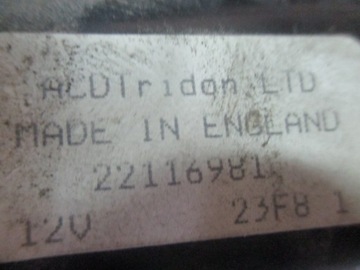 ACDTridon LTD
MADE IN ENGLAND
22116981
12V 23F8 1